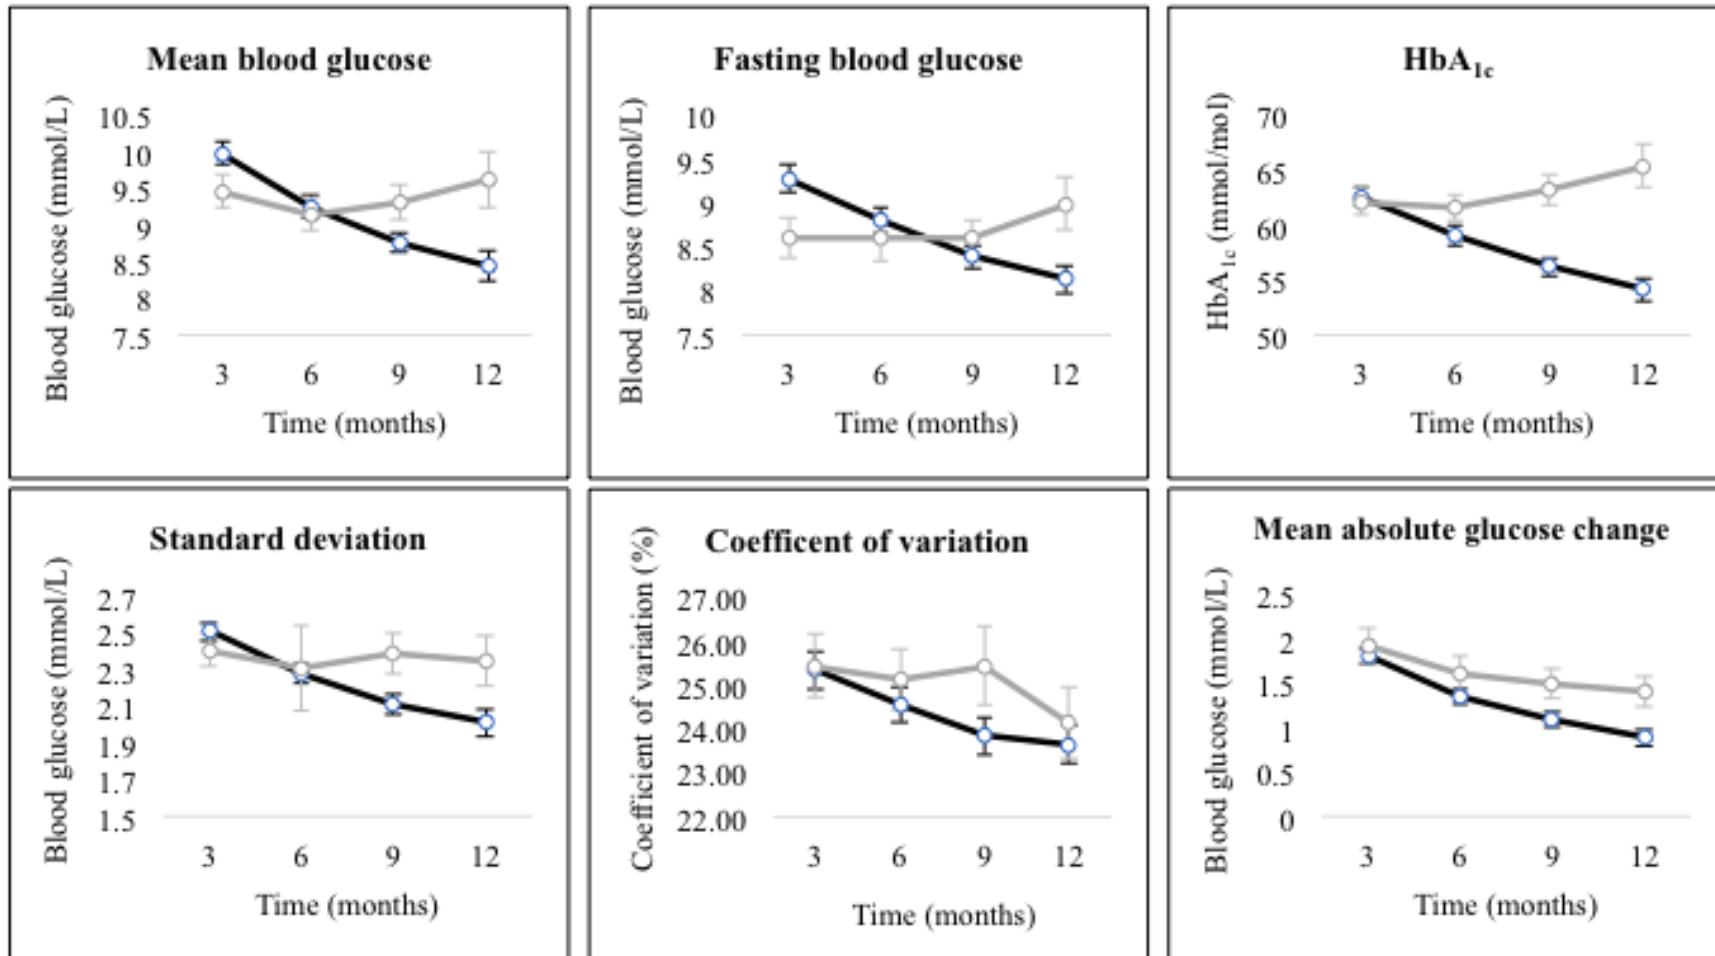 Mean blood glucose
Blood glucose (mmol/L)
10.5
10
9.5
9
8.5
8
7.5
3 6 9 12
Time (months)
Fasting blood glucose
Blood glucose (mmol/L)
10
9.5
9
8.5
8
7.5
3 6 9 12
Time (months)
HbA1c
HbA1c (mmol/mol)
70
65
60
55
50
3 6 9 12
Time (months)
Standard deviation
Blood glucose (mmol/L)
2.7
2.5
2.3
2.1
1.9
1.7
1.5
3 6 9 12
Time (months)
Coefficent of variation
Coefficient of variation (%)
27.00
26.00
25.00
24.00
23.00
22.00
3 6 9 12
Time (months)
Mean absolute glucose change
Blood glucose (mmol/L)
2.5
2
1.5
1
0.5
0
3 6 9 12
Time (months)